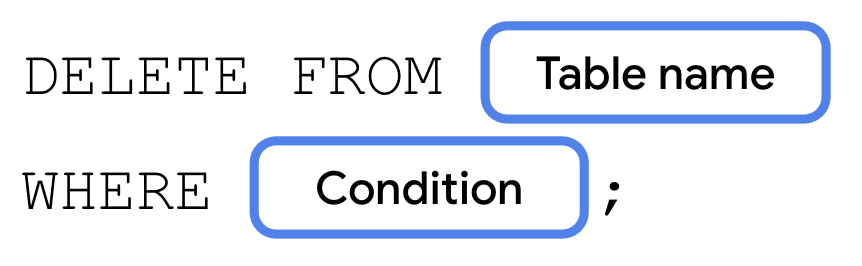 DELETE FROM Table name
WHERE Condition ;